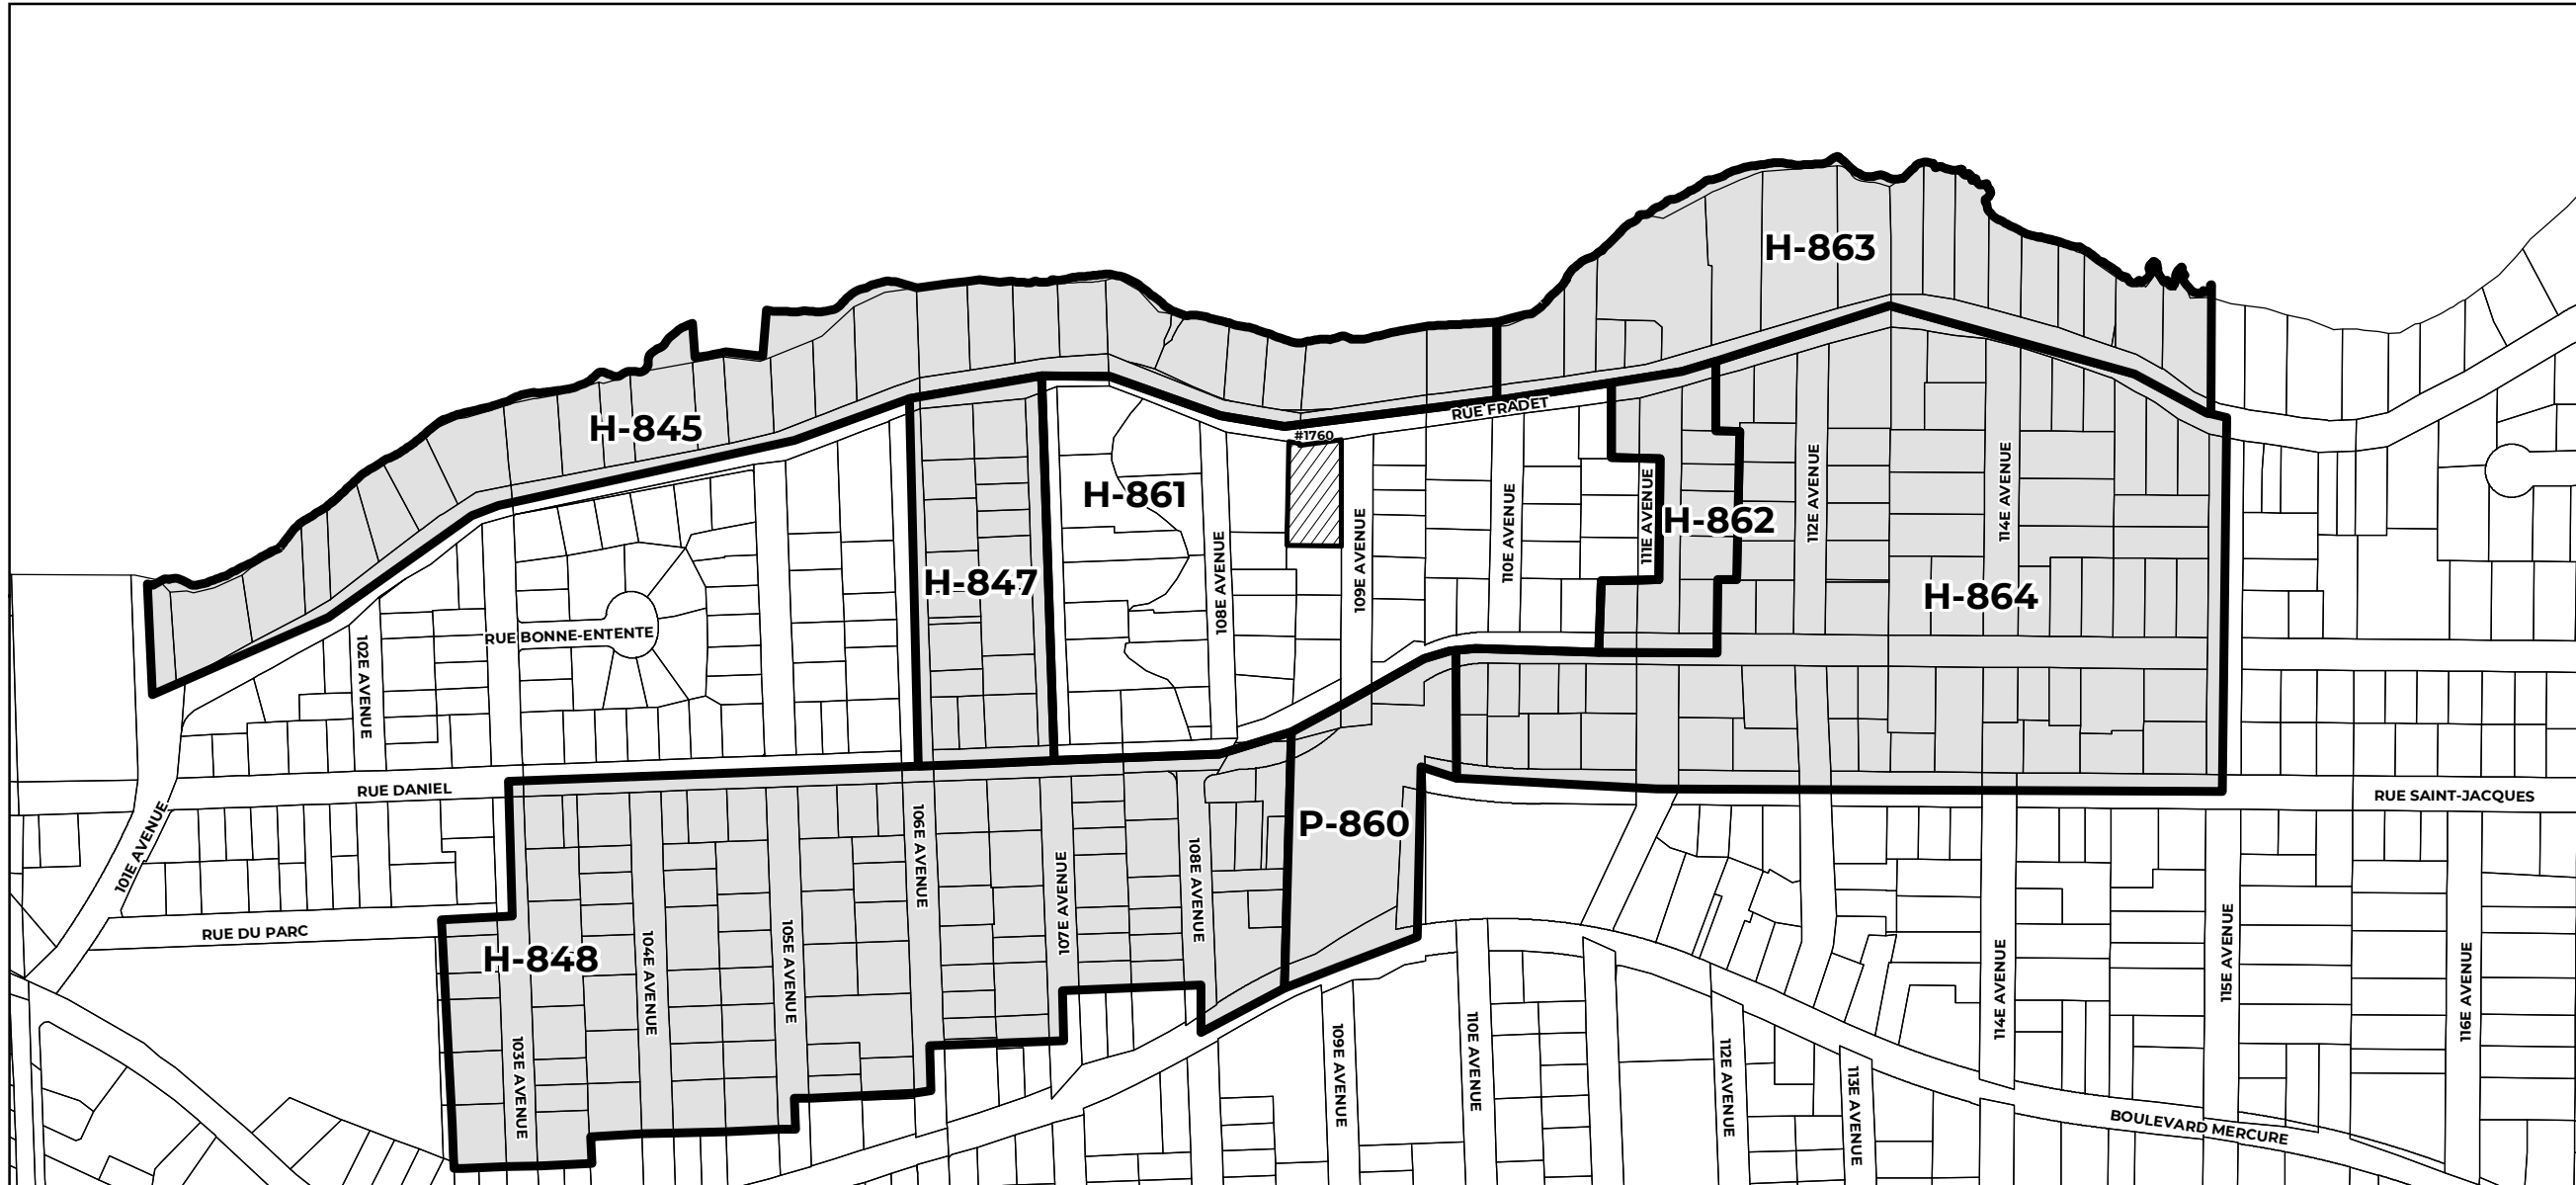 H-863
RUE FRADET
H-845
#1760
H-861
H-862
111E AVENUE
112E AVENUE
114E AVENUE
110E AVENUE
109E AVENUE
108E AVENUE
H-847
H-864
RUE BONNE-ENTENTE
102E AVENUE
RUE DANIEL
RUE SAINT-JACQUES
P-860
101E AVENUE
106E AVENUE
107E AVENUE
108E AVENUE
RUE DU PARC
H-848
104E AVENUE
105E AVENUE
103E AVENUE
109E AVENUE
110E AVENUE
112E AVENUE
113E AVENUE
114E AVENUE
115E AVENUE
116E AVENUE
BOULEVARD MERCURE